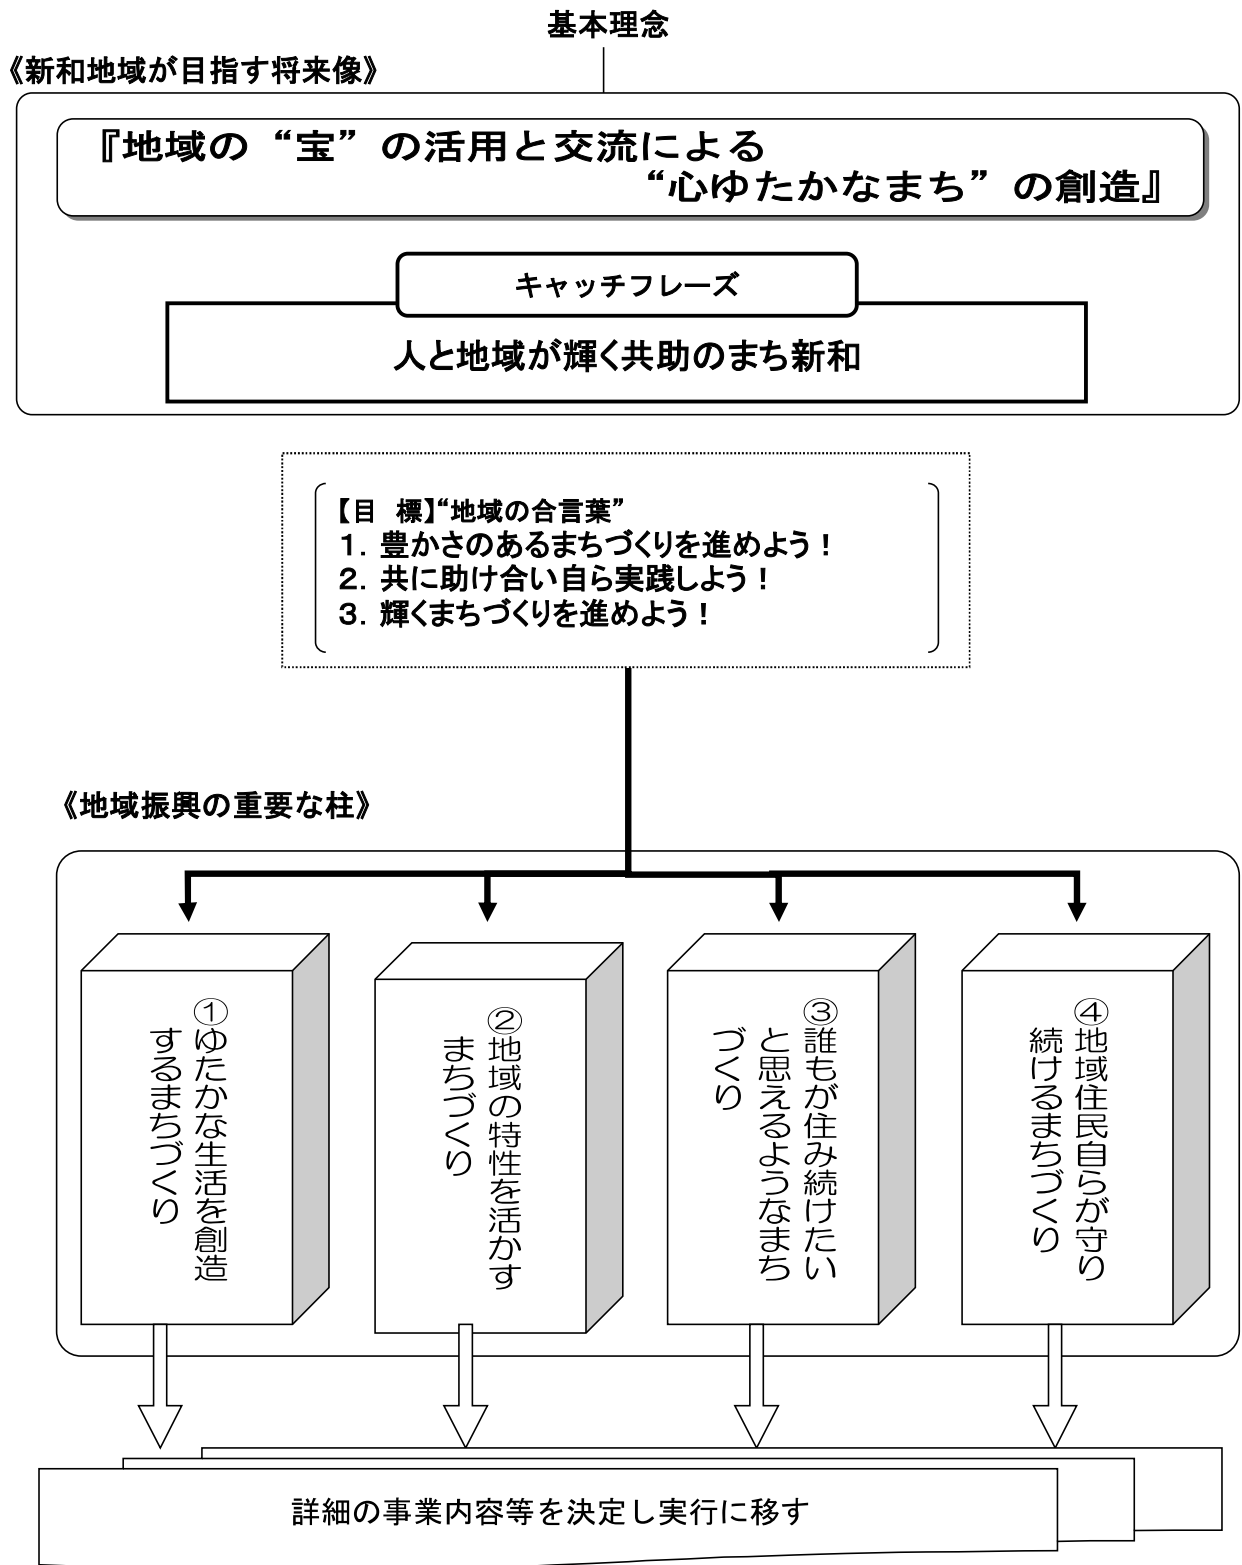 基本理念
《新和地域が目指す将来像》
『地域の“宝”の活用と交流による
“心ゆたかなまち”の創造』
キャッチフレーズ
人と地域が輝く共助のまち新和
【目　標】“地域の合言葉”
１．豊かさのあるまちづくりを進めよう！
２．共に助け合い自ら実践しよう！
３．輝くまちづくりを進めよう！
《地域振興の重要な柱》
①ゆたかな生活を創造
するまちづくり
②地域の特性を活かす
まちづくり
③誰もが住み続けたい
と思えるようなまち
づくり
④地域住民自らが守り
続けるまちづくり
詳細の事業内容等を決定し実行に移す